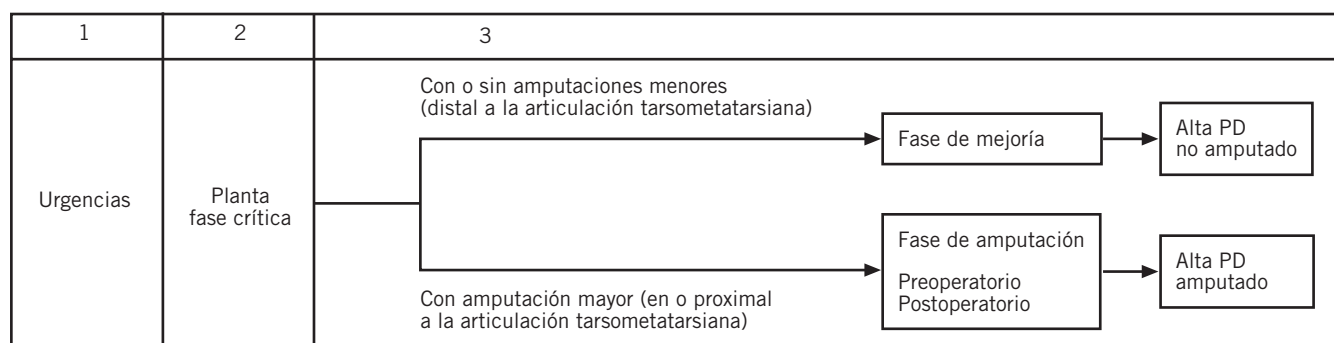 1
2
3
Urgencias
Planta
fase crítica
Con o sin amputaciones menores
(distal a la articulación tarsometatarsiana)
Fase de mejoría
Alta PD
no amputado
Con amputación mayor (en o proximal
a la articulación tarsometatarsiana)
Fase de amputación
Preoperatorio
Postoperatorio
Alta PD
amputado